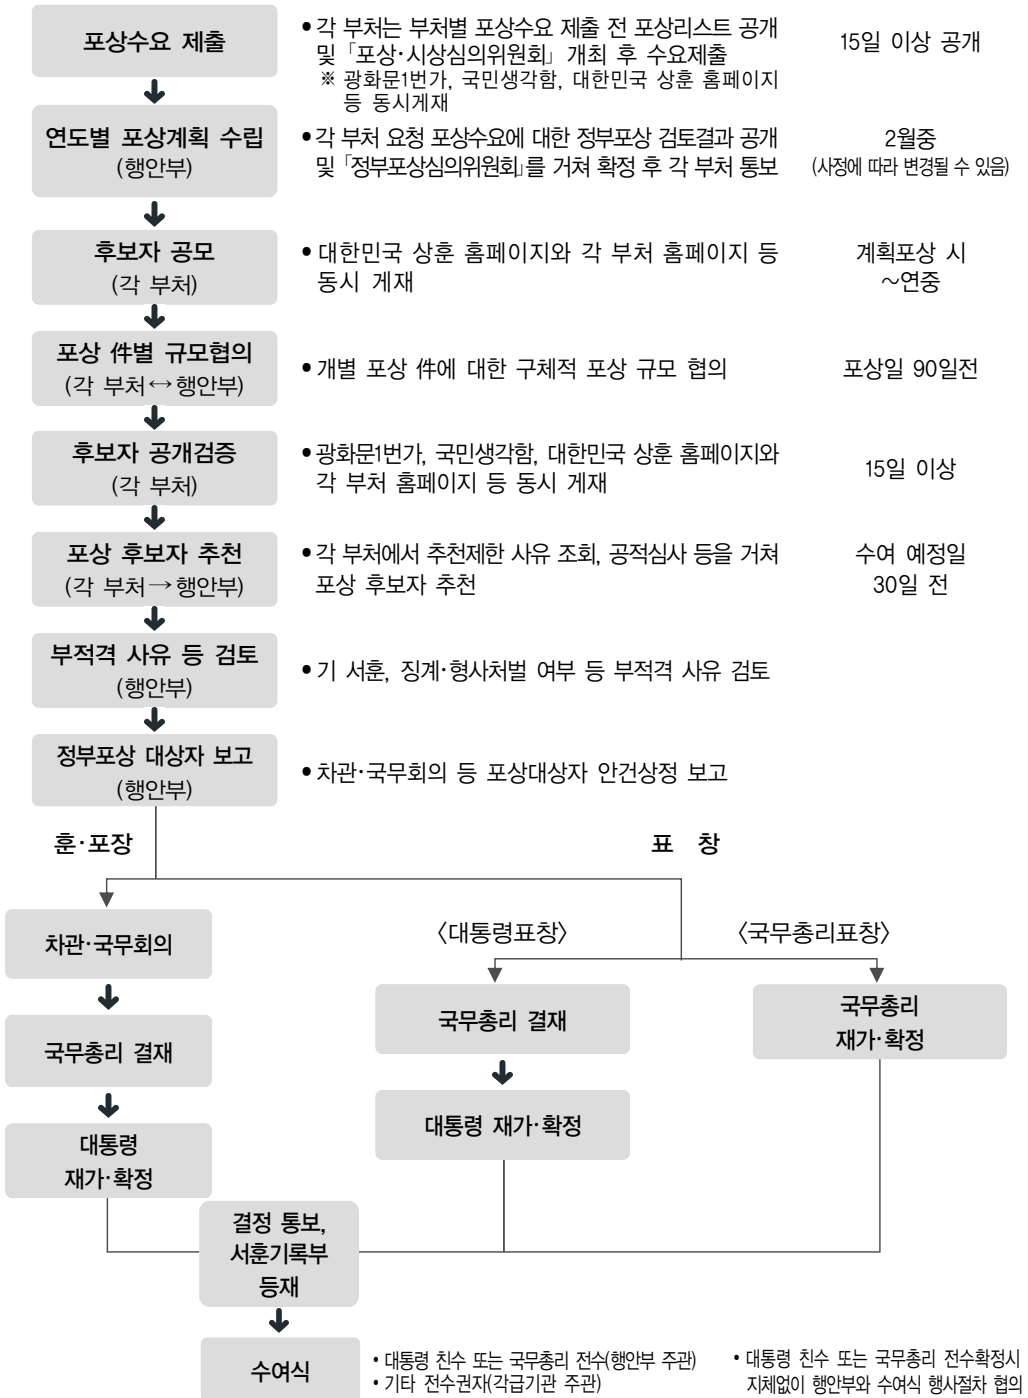 포상수요 제출
• 각 부처는 부처별 포상수요 제출 전 포상리스트 공개
및 「포상·시상심의위원회」 개최 후 수요제출
※ 광화문1번가, 국민생각함, 대한민국 상훈 홈페이지
등 동시게재
15일 이상 공개
연도별 포상계획 수립
(행안부)
• 각 부처 요청 포상수요에 대한 정부포상 검토결과 공개
및 「정부포상심의위원회」를 거쳐 확정 후 각 부처 통보
2월중
(사정에 따라 변경될 수 있음)
후보자 공모
(각 부처)
• 대한민국 상훈 홈페이지와 각 부처 홈페이지 등
동시 게재
계획포상 시
~연중
포상 件별 규모협의
(각 부처↔행안부)
• 개별 포상 件에 대한 구체적 포상 규모 협의
포상일 90일전
후보자 공개검증
(각 부처)
• 광화문1번가, 국민생각함, 대한민국 상훈 홈페이지와
각 부처 홈페이지 등 동시 게재
15일 이상
포상 후보자 추천
(각 부처→행안부)
• 각 부처에서 추천제한 사유 조회, 공적심사 등을 거쳐
포상 후보자 추천
수여 예정일
30일 전
부적격 사유 등 검토
(행안부)
• 기 서훈, 징계·형사처벌 여부 등 부적격 사유 검토
정부포상 대상자 보고
(행안부)
• 차관·국무회의 등 포상대상자 안건상정 보고
훈·포장
표 창
차관·국무회의
〈대통령표창〉
〈국무총리표창〉
국무총리 결재
국무총리 결재
국무총리
재가·확정
대통령
재가·확정
대통령 재가·확정
결정 통보,
서훈기록부
등재
수여식
• 대통령 친수 또는 국무총리 전수(행안부 주관)
• 기타 전수권자(각급기관 주관)
• 대통령 친수 또는 국무총리 전수확정시
지체없이 행안부와 수여식 행사절차 협의